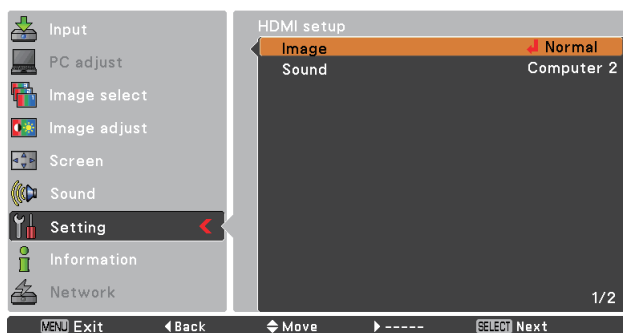 Input
PC adjust
Image select
Image adjust
Screen
Sound
Setting
Information
Network
HDMI setup
Image Normal
Sound Computer 2
1/2
MENU Exit Back Move ----- SELECT Next